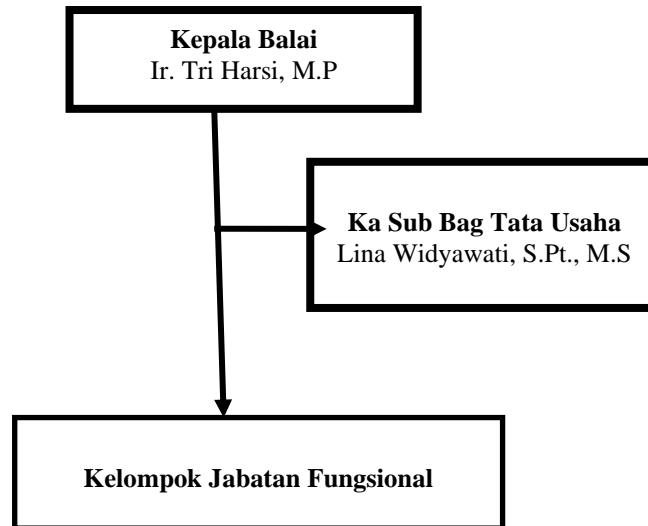 Kepala Balai
Ir. Tri Harsi, M.P
Ka Sub Bag Tata Usaha
Lina Widyawati, S.Pt., M.S
Kelompok Jabatan Fungsional